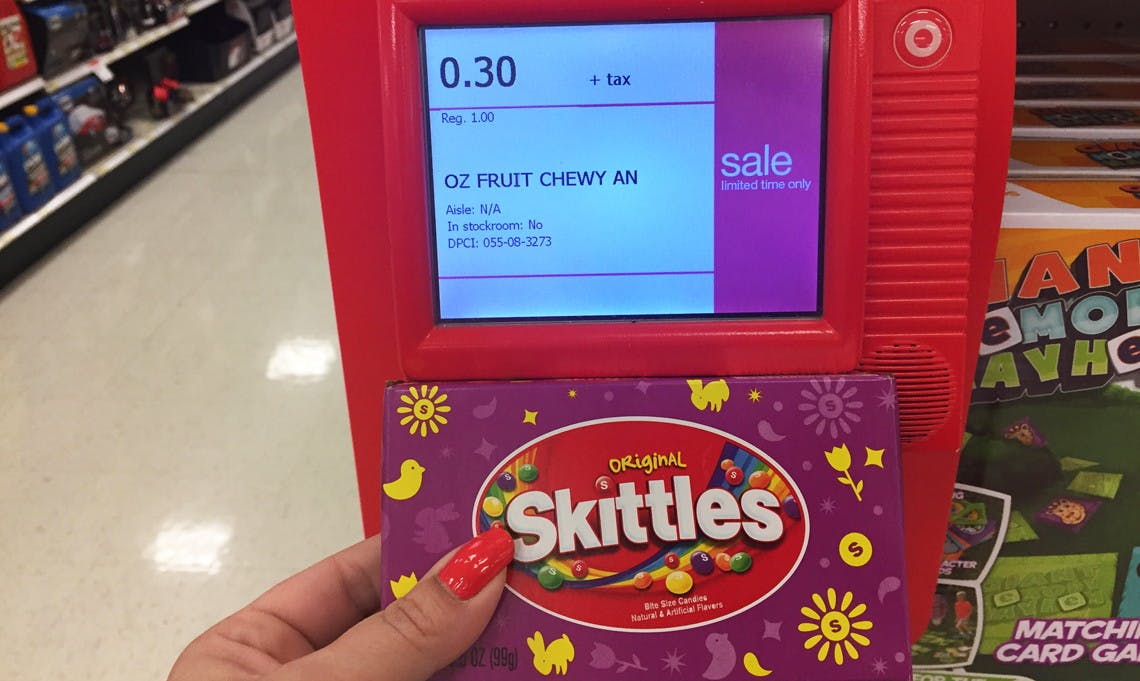 0.30 + tax
Reg. 1.00
OZ FRUIT CHEWY AN
Aisle: N/A
In stockroom: No
DPCI: 055-08-3273
sale
limited time only
ORIGINAL
Skittles
Bite Size Candies
Natural & Artificial Flavors
OZ (99g)
S
S
S
S
MATCHI
CARD GA